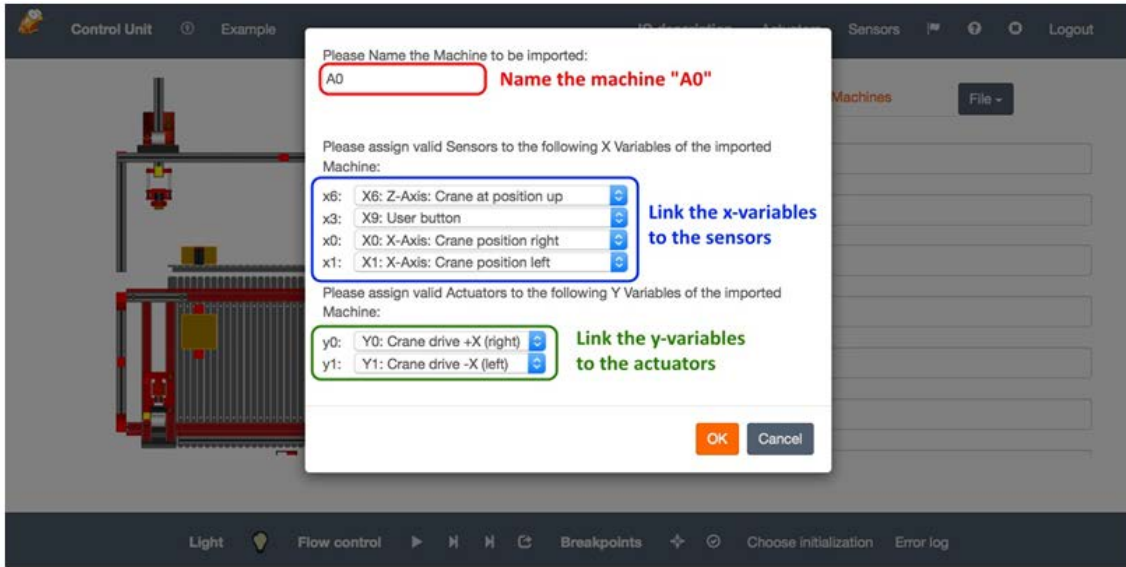 Control Unit Example Sensors Logout
Please Name the Machine to be imported:
A0
Name the machine "A0"
Machines
File
Please assign valid Sensors to the following X Variables of the imported
Machine:
x6: X6: Z-Axis: Crane at position up
x3: X9: User button
x0: X0: X-Axis: Crane position right
x1: X1: X-Axis: Crane position left
Link the x-variables
to the sensors
Please assign valid Actuators to the following Y Variables of the imported
Machine:
y0: Y0: Crane drive +X (right)
y1: Y1: Crane drive -X (left)
Link the y-variables
to the actuators
OK Cancel
Light Flow control Breakpoints Choose initialization Error log